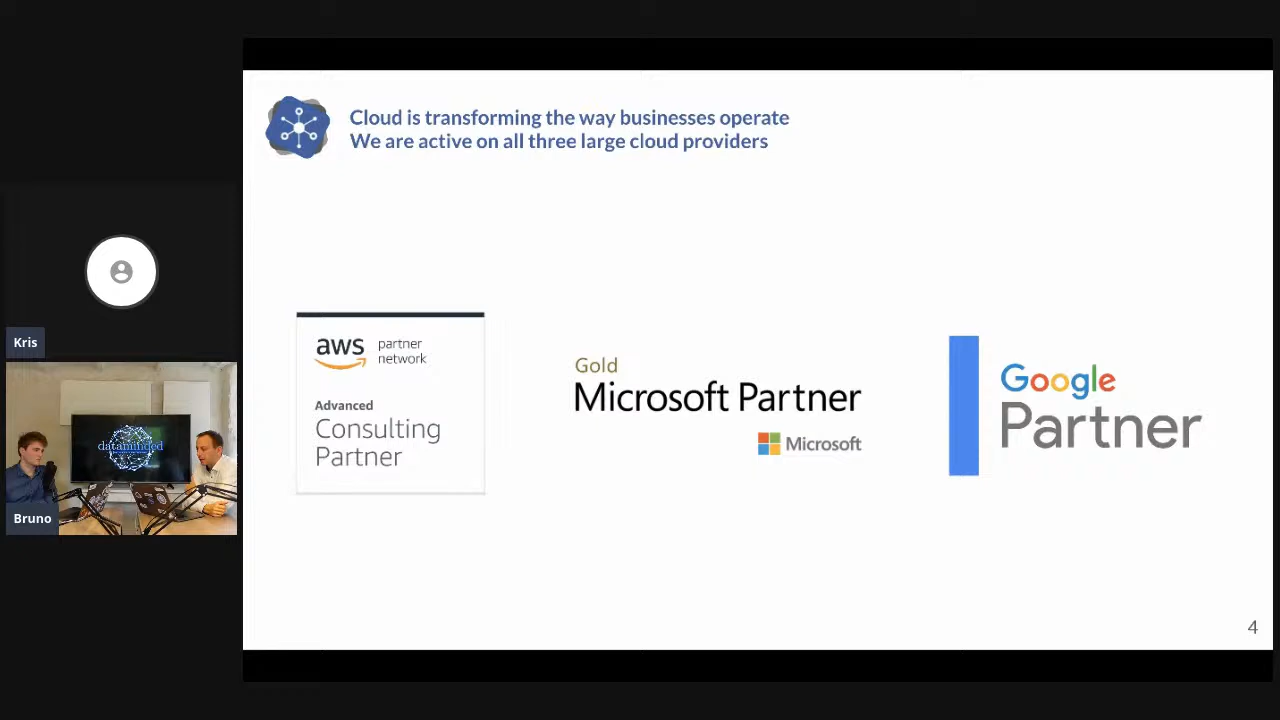 Cloud is transforming the way businesses operate
We are active on all three large cloud providers
Kris
dataminded
Bruno
aws partner network
Advanced
Consulting
Partner
Gold
Microsoft Partner
Microsoft
Google
Partner
4